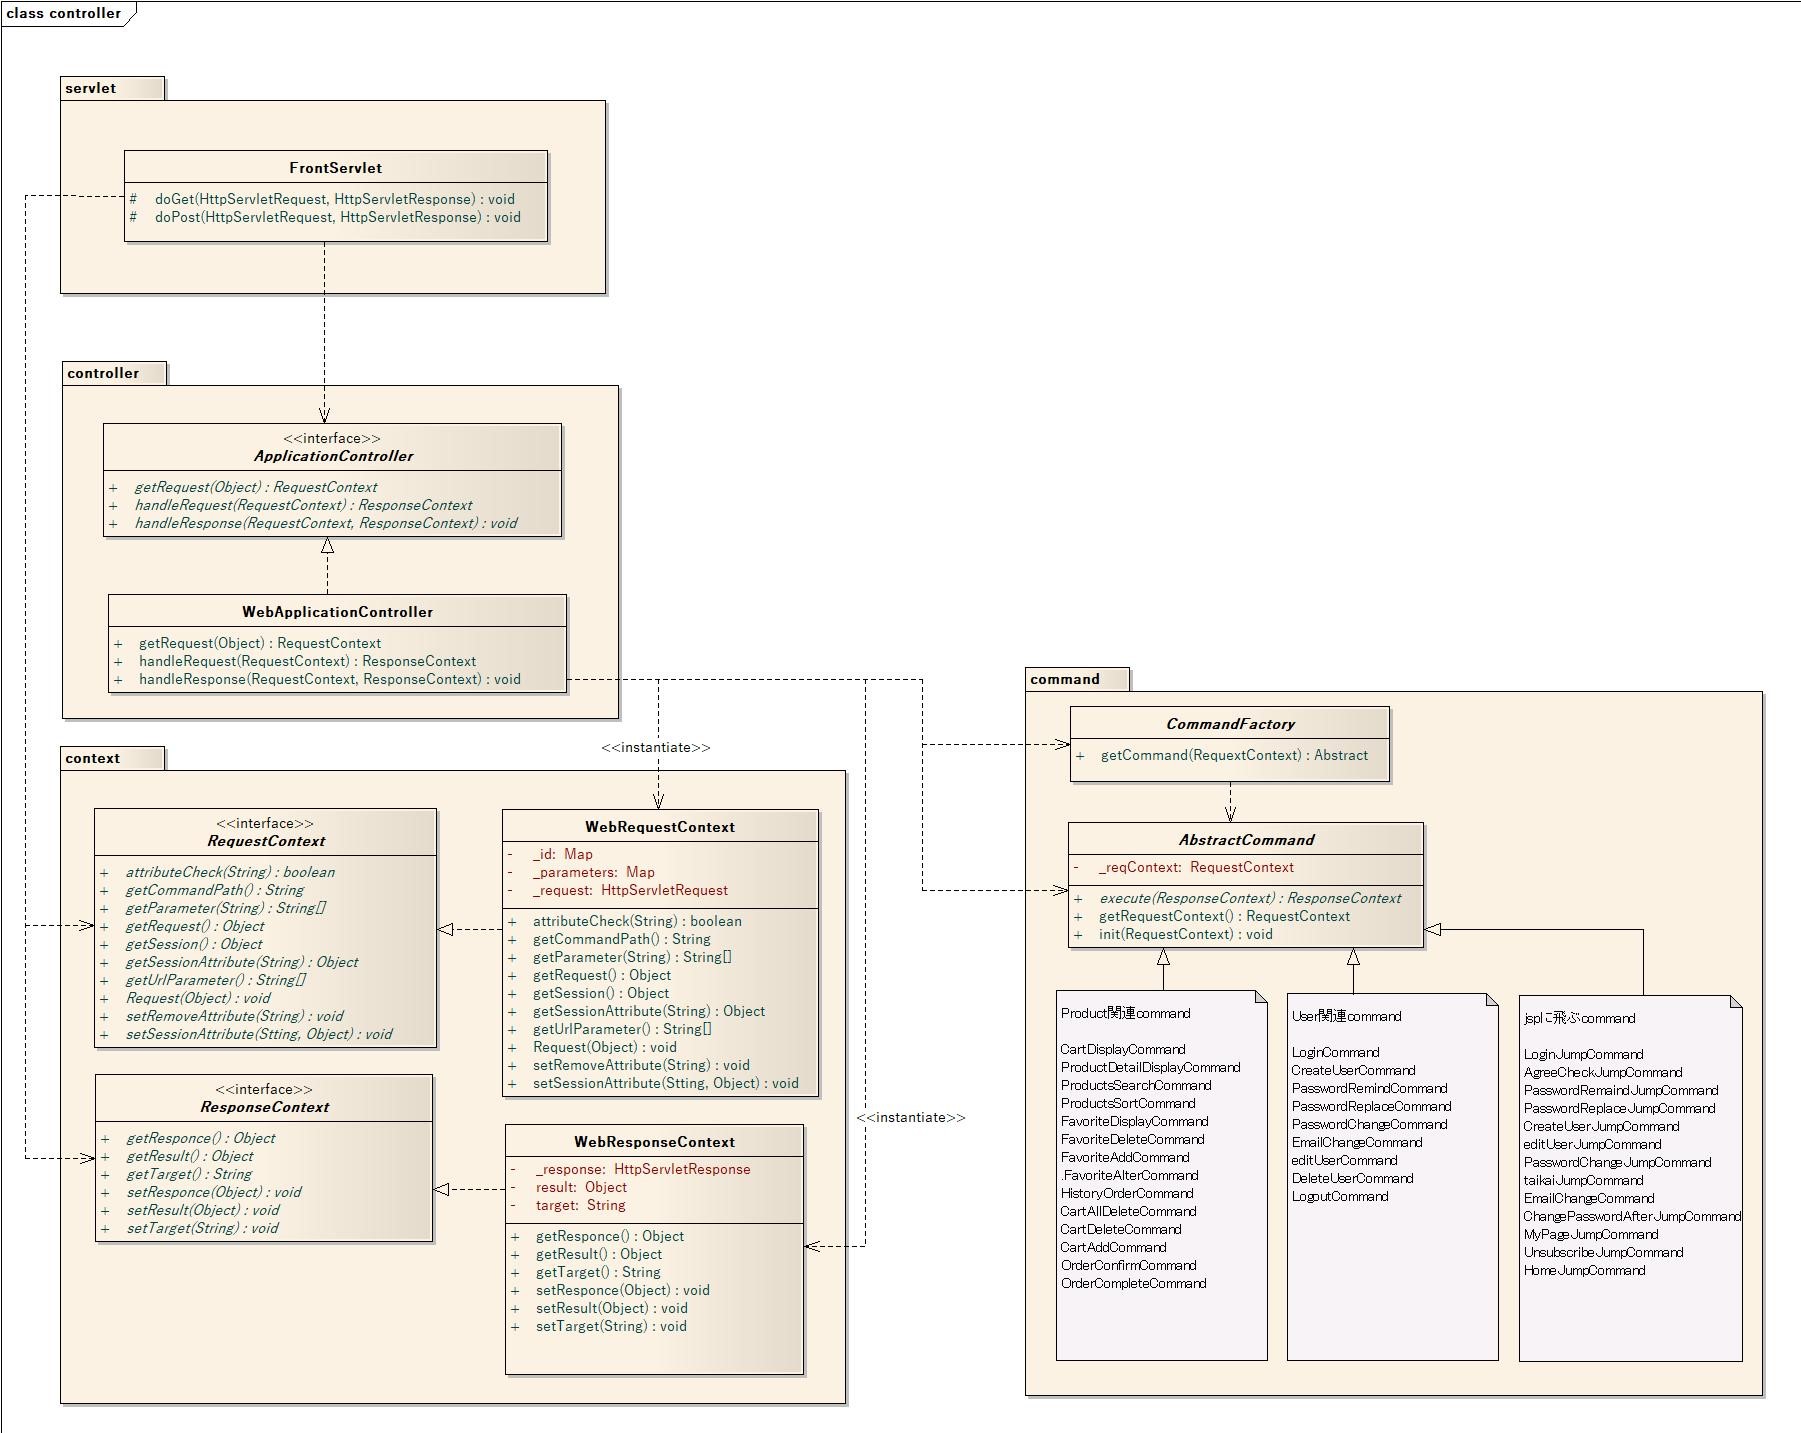 class controller
servlet
FrontServlet
# doGet(HttpServletRequest, HttpServletResponse) : void
# doPost(HttpServletRequest, HttpServletResponse) : void
controller
<<interface>>
ApplicationController
+ getRequest(Object) : RequestContext
+ handleRequest(RequestContext) : ResponseContext
+ handleResponse(RequestContext, ResponseContext) : void
WebApplicationController
+ getRequest(Object) : RequestContext
+ handleRequest(RequestContext) : ResponseContext
+ handleResponse(RequestContext, ResponseContext) : void
<<instantiate>>
context
<<interface>>
RequestContext
+ attributeCheck(String) : boolean
+ getCommandPath() : String
+ getParameter(String) : String[]
+ getRequest() : Object
+ getSession() : Object
+ getSessionAttribute(String) : Object
+ getUrlParameter() : String[]
+ Request(Object) : void
+ setRemoveAttribute(String) : void
+ setSessionAttribute(Stting, Object) : void
WebRequestContext
- _id: Map
- _parameters: Map
- _request: HttpServletRequest
+ attributeCheck(String) : boolean
+ getCommandPath() : String
+ getParameter(String) : String[]
+ getRequest() : Object
+ getSession() : Object
+ getSessionAttribute(String) : Object
+ getUrlParameter() : String[]
+ Request(Object) : void
+ setRemoveAttribute(String) : void
+ setSessionAttribute(Stting, Object) : void
<<interface>>
ResponseContext
+ getResponce() : Object
+ getResult() : Object
+ getTarget() : String
+ setResponce(Object) : void
+ setResult(Object) : void
+ setTarget(String) : void
<<instantiate>>
WebResponseContext
- _response: HttpServletResponse
- result: Object
- target: String
+ getResponce() : Object
+ getResult() : Object
+ getTarget() : String
+ setResponce(Object) : void
+ setResult(Object) : void
+ setTarget(String) : void
command
CommandFactory
+ getCommand(RequextContext) : Abstract
AbstractCommand
- _reqContext: RequestContext
+ execute(ResponseContext) : ResponseContext
+ getRequestContext() : RequestContext
+ init(RequestContext) : void
Product関連command
CartDisplayCommand
ProductDetailDisplayCommand
ProductsSearchCommand
ProductsSortCommand
FavoriteDisplayCommand
FavoriteDeleteCommand
FavoriteAddCommand
.FavoriteAlterCommand
HistoryOrderCommand
CartAllDeleteCommand
CartDeleteCommand
CartAddCommand
OrderConfirmCommand
OrderCompleteCommand
User関連command
LoginCommand
CreateUserCommand
PasswordRemindCommand
PasswordReplaceCommand
PasswordChangeCommand
EmailChangeCommand
editUserCommand
DeleteUserCommand
LogoutCommand
jspに飛ぶcommand
LoginJumpCommand
AgreeCheckJumpCommand
PasswordRemaindJumpCommand
PasswordReplaceJumpCommand
CreateUserJumpCommand
editUserJumpCommand
PasswordChangeJumpCommand
taikaiJumpCommand
EmailChangeCommand
ChangePasswordAfterJumpCommand
MyPageJumpCommand
UnsubscribeJumpCommand
HomeJumpCommand